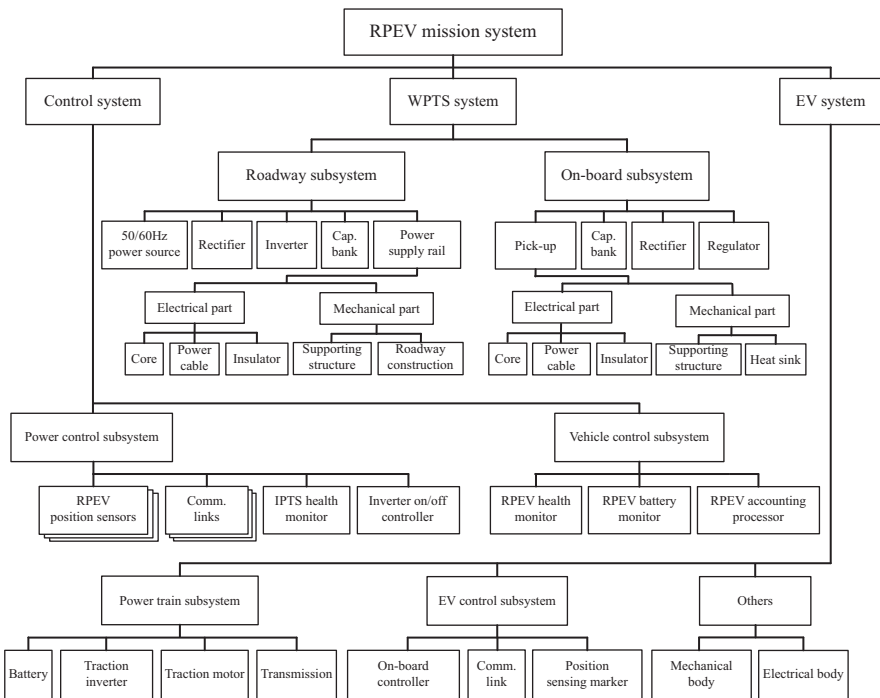 RPEV mission system
Control system
WPTS system
EV system
Roadway subsystem
On-board subsystem
50/60Hz
power source
Rectifier
Inverter
Cap.
bank
Power
supply rail
Pick-up
Cap.
bank
Rectifier
Regulator
Electrical part
Mechanical part
Electrical part
Mechanical part
Core
Power
cable
Insulator
Supporting
structure
Roadway
construction
Core
Power
cable
Insulator
Supporting
structure
Heat sink
Power control subsystem
Vehicle control subsystem
RPEV
position sensors
Comm.
links
IPTS health
monitor
Inverter on/off
controller
RPEV health
monitor
RPEV battery
monitor
RPEV accounting
processor
Power train subsystem
EV control subsystem
Others
Battery
Traction
inverter
Traction motor
Transmission
On-board
controller
Comm.
link
Position
sensing marker
Mechanical
body
Electrical body